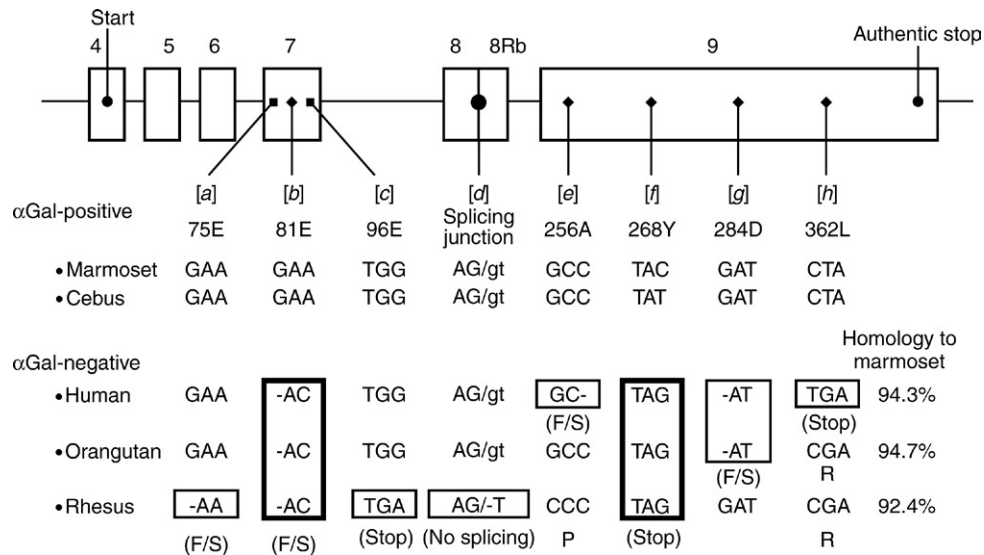 Start
Authentic stop
4 5 6 7 8 8Rb 9
[a] [b] [c] [d] [e] [f] [g] [h]
αGal-positive
75E 81E 96E Splicing junction 256A 268Y 284D 362L
• Marmoset GAA GAA TGG AG/gt GCC TAC GAT CTA
• Cebus GAA GAA TGG AG/gt GCC TAT GAT CTA
αGal-negative
Homology to marmoset
• Human GAA -AC TGG AG/gt GC- TAG -AT TGA 94.3%
(F/S) (Stop)
• Orangutan GAA -AC TGG AG/gt GCC TAG -AT CGA 94.7%
(F/S) R
• Rhesus -AA -AC TGA AG/-T CCC TAG GAT CGA 92.4%
(F/S) (F/S) (Stop) (No splicing) P (Stop) R